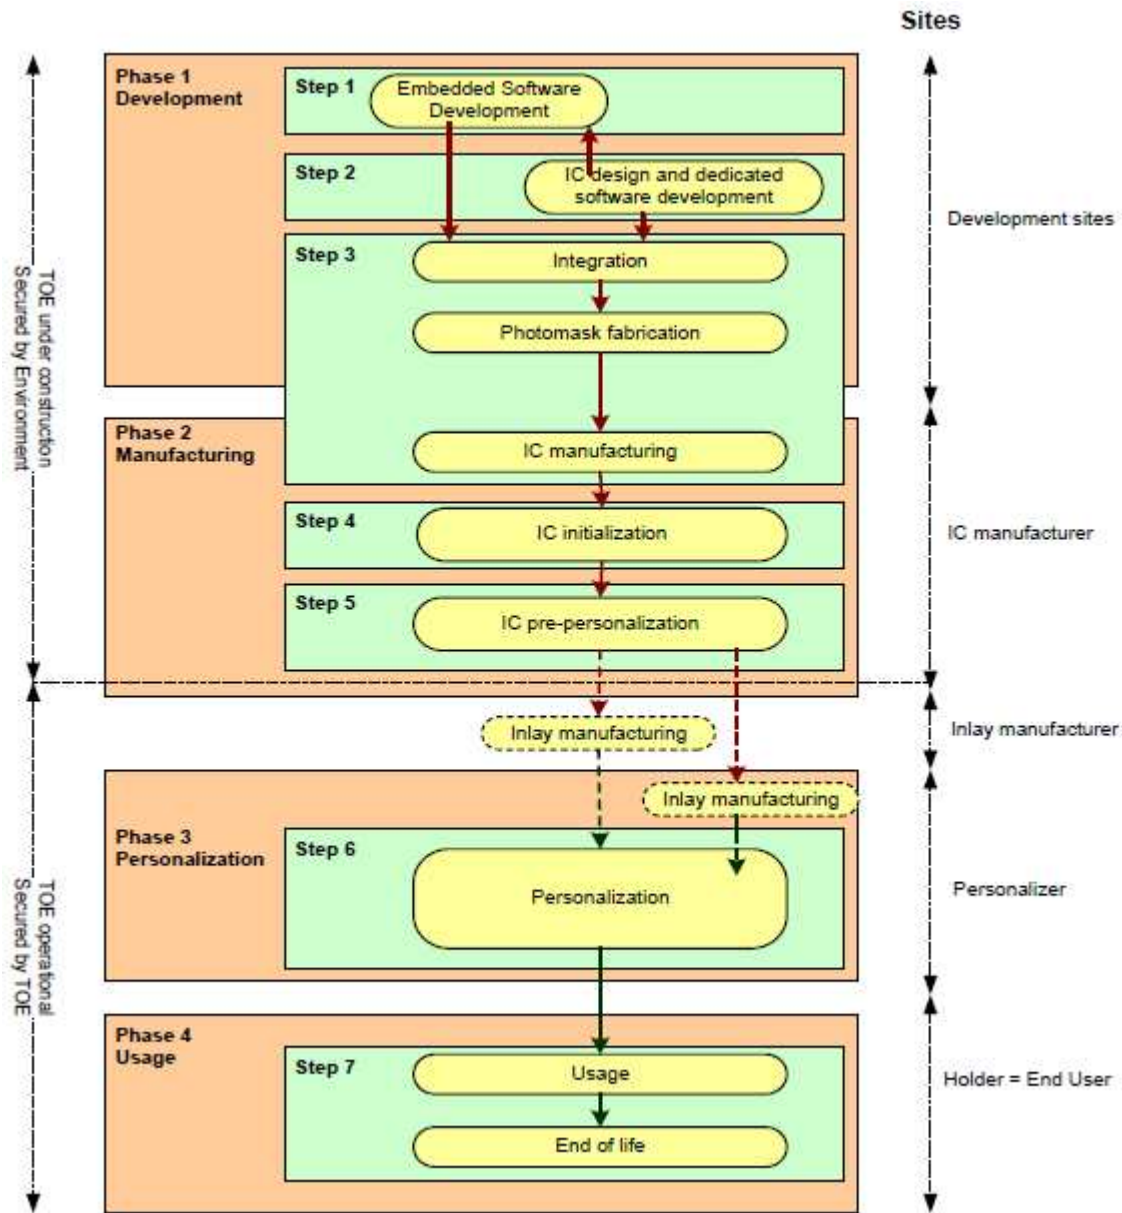 Sites
Phase 1
Development
Step 1
Embedded Software
Development
Step 2
IC design and dedicated
software development
Step 3
Integration
Photomask fabrication
Development sites
TOE under construction
Secured by Environment
Phase 2
Manufacturing
IC manufacturing
Step 4
IC initialization
IC manufacturer
Step 5
IC pre-personalization
Inlay manufacturing
Inlay manufacturer
Inlay manufacturing
Phase 3
Personalization
Step 6
Personalization
Personalizer
TOE operational
Secured by TOE
Phase 4
Usage
Step 7
Usage
Holder = End User
End of life